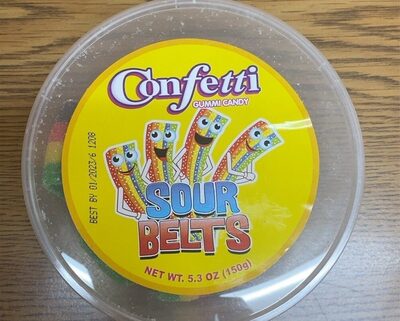 Confetti
GUMMI CANDY
BEST BY 01/2023/6 1208
SOUR
BELTS
NET WT. 5.3 OZ (150g)